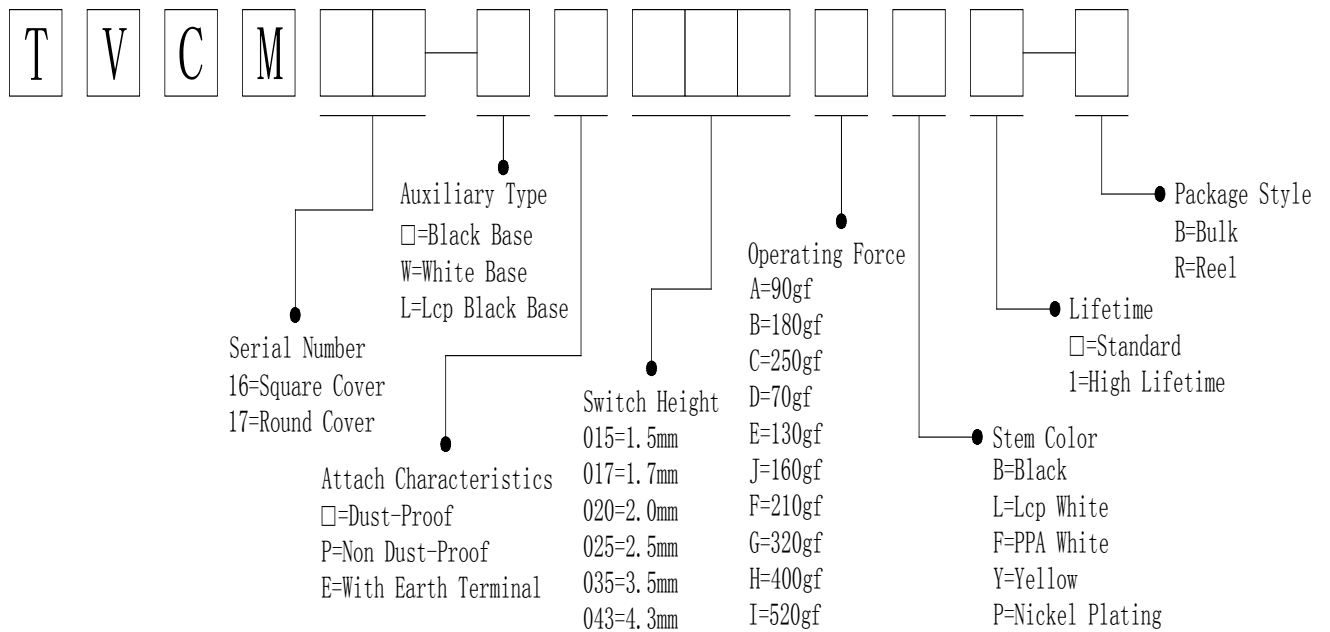 T V C M
Auxiliary Type
□=Black Base
W=White Base
L=Lcp Black Base
Package Style
B=Bulk
R=Reel
Operating Force
A=90gf
B=180gf
C=250gf
D=70gf
E=130gf
J=160gf
F=210gf
G=320gf
H=400gf
I=520gf
Lifetime
□=Standard
1=High Lifetime
Serial Number
16=Square Cover
17=Round Cover
Switch Height
015=1.5mm
017=1.7mm
020=2.0mm
025=2.5mm
035=3.5mm
043=4.3mm
Stem Color
B=Black
L=Lcp White
F=PPA White
Y=Yellow
P=Nickel Plating
Attach Characteristics
□=Dust-Proof
P=Non Dust-Proof
E=With Earth Terminal